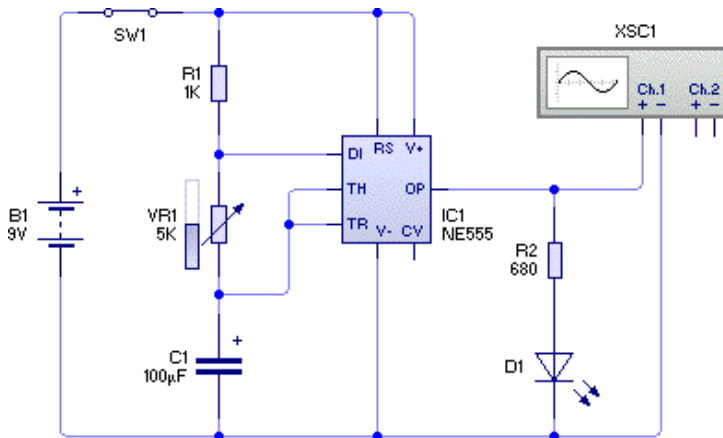 SW1
XSC1
Ch.1 Ch.2
+ − + −
R1
1K
DI RS V+
TH OP
TR
V- CV
IC1
NE555
+
B1
9V
VR1
5K
R2
680
+
C1
100µF
D1